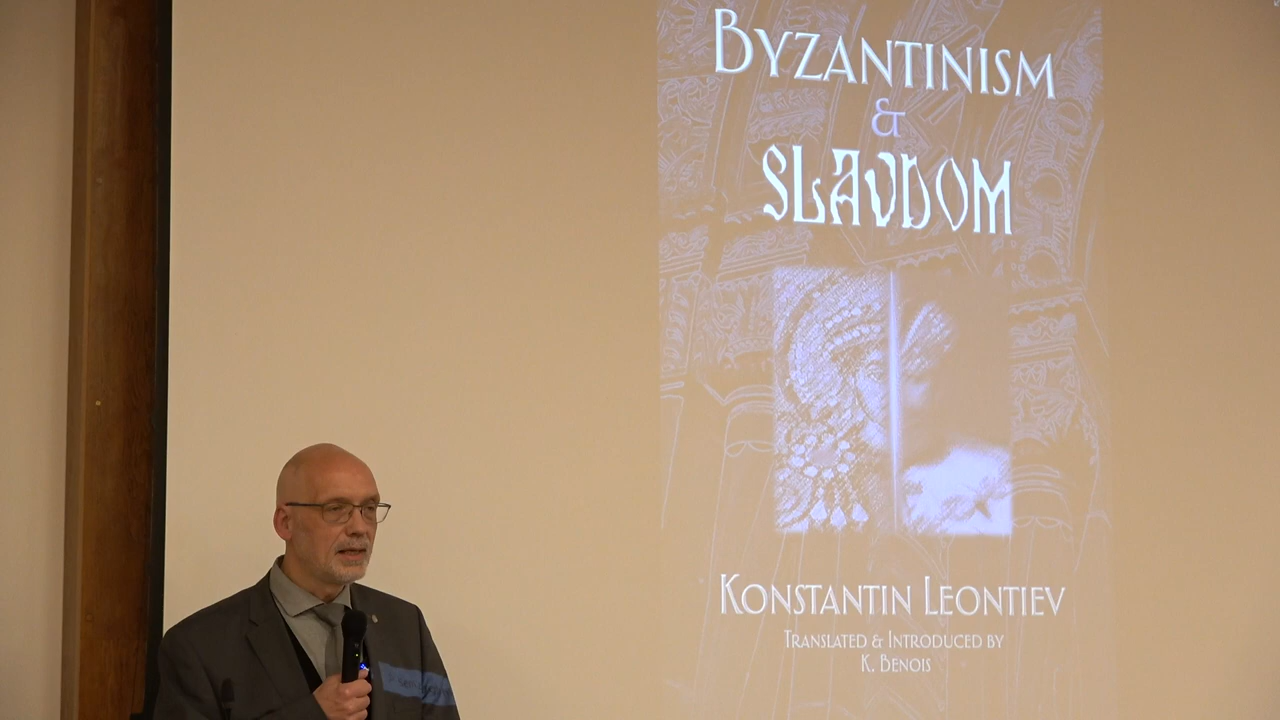 BYZANTINISM
&
SLAVDOM
KONSTANTIN LEONTIEV
TRANSLATED & INTRODUCED BY
K. BENOIS